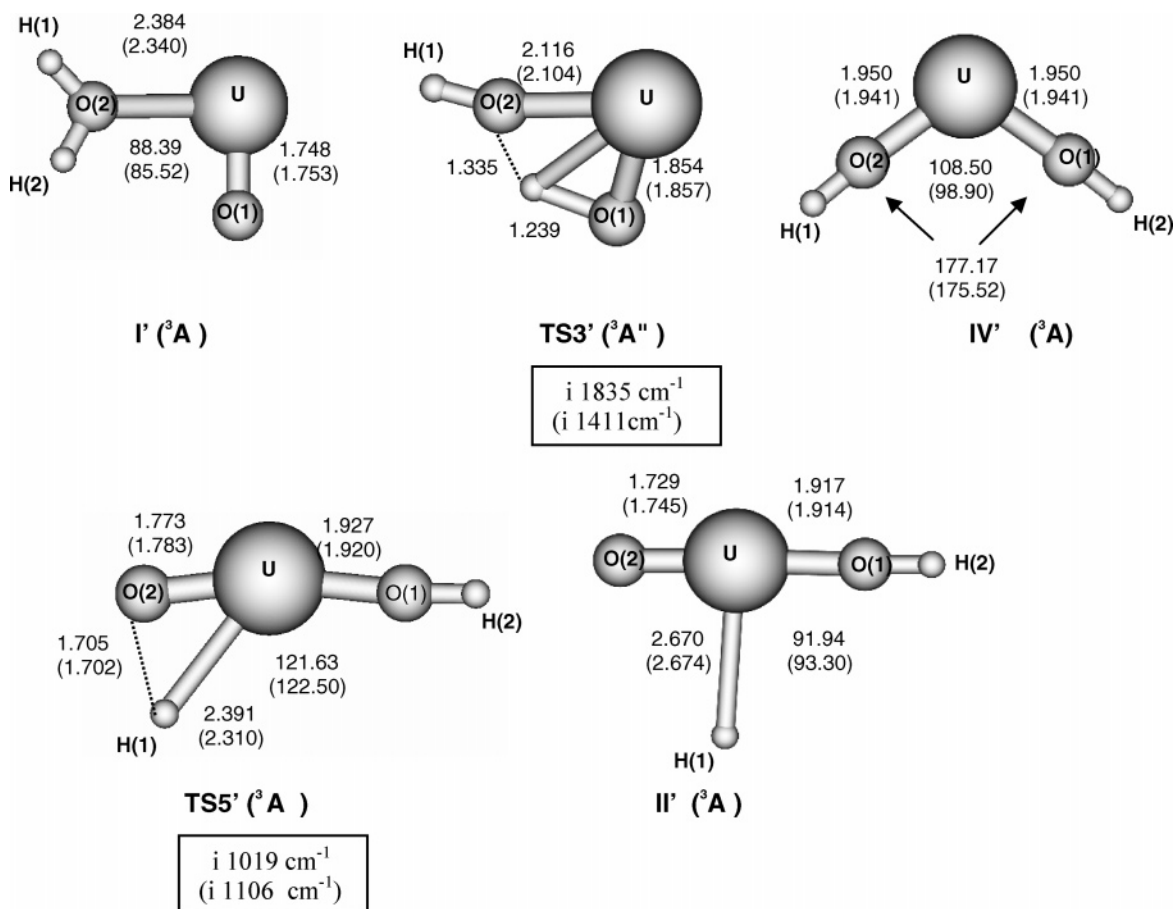 H(1)
2.384
(2.340)
O(2)
U
H(2)
88.39
(85.52)
1.748
(1.753)
O(1)
I' (³A )
H(1)
2.116
(2.104)
O(2)
U
1.335
1.854
(1.857)
O(1)
1.239
TS3' (³A" )
i 1835 cm⁻¹
(i 1411cm⁻¹)
1.950
(1.941)
U
1.950
(1.941)
O(2)
108.50
(98.90)
O(1)
H(1)
H(2)
177.17
(175.52)
IV' (³A)
1.773
(1.783)
1.927
(1.920)
U
O(2)
O(1)
H(2)
1.705
(1.702)
121.63
(122.50)
2.391
(2.310)
H(1)
TS5' (³A )
i 1019 cm⁻¹
(i 1106 cm⁻¹)
1.729
(1.745)
1.917
(1.914)
O(2)
U
O(1)
H(2)
2.670
(2.674)
91.94
(93.30)
H(1)
II' (³A )